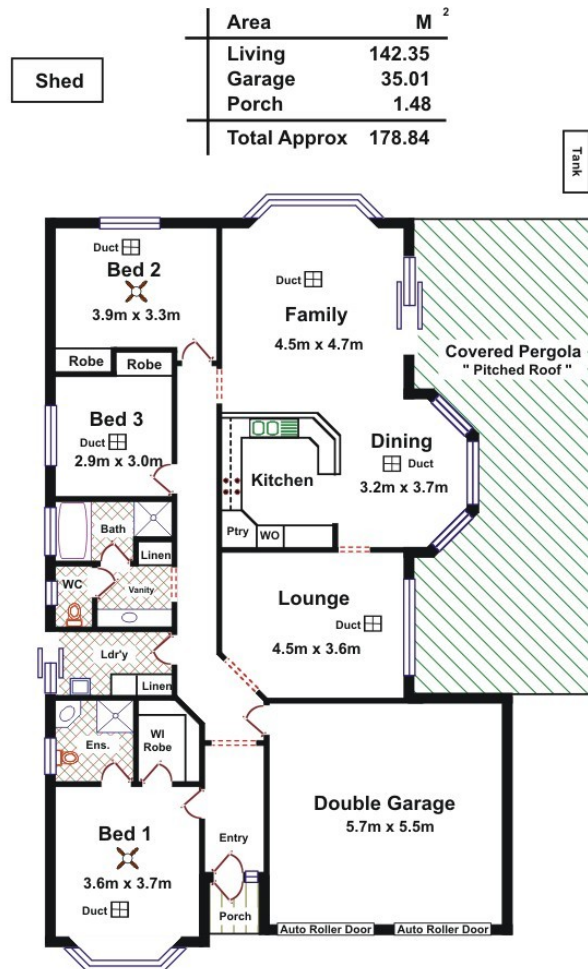 Area M 2
Living 142.35
Garage 35.01
Porch 1.48
Total Approx 178.84
Shed
Tank
Duct
Bed 2
3.9m x 3.3m
Robe
Robe
Duct
Family
4.5m x 4.7m
Covered Pergola
" Pitched Roof "
Bed 3
Duct
2.9m x 3.0m
Dining
Duct
3.2m x 3.7m
Kitchen
Ptry
WO
Bath
Linen
WC
Vanity
Lounge
Duct
4.5m x 3.6m
Ldr'y
Linen
Ens.
WI
Robe
Double Garage
5.7m x 5.5m
Bed 1
3.6m x 3.7m
Duct
Entry
Porch
Auto Roller Door
Auto Roller Door